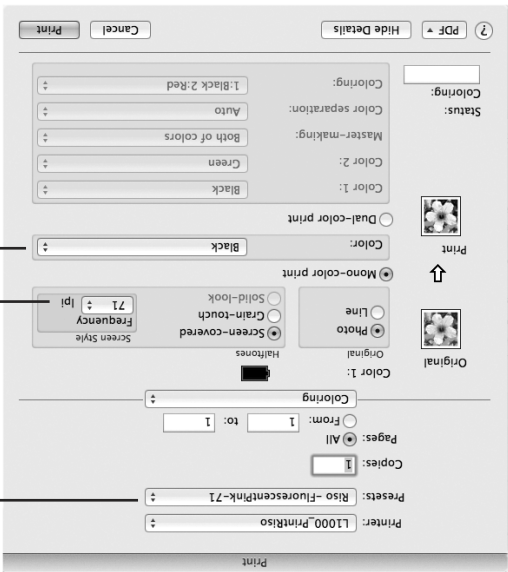 Print
Printer: L1000_PrintRiso
Presets: Riso -FluorescentPink-71
Copies: 1
Pages: All
From: 1 to: 1
Coloring
Color 1:
Original
Original
Photo
Line
Halftones
Screen-covered
Grain-touch
Solid-look
Screen Style
Frequency
71 lpi
Mono-color print
Color: Black
Print
Dual-color print
Color 1: Black
Color 2: Green
Master-making: Both of colors
Color separation: Auto
Coloring: 1:Black 2:Red
Status:
Coloring:
? PDF Hide Details Cancel Print